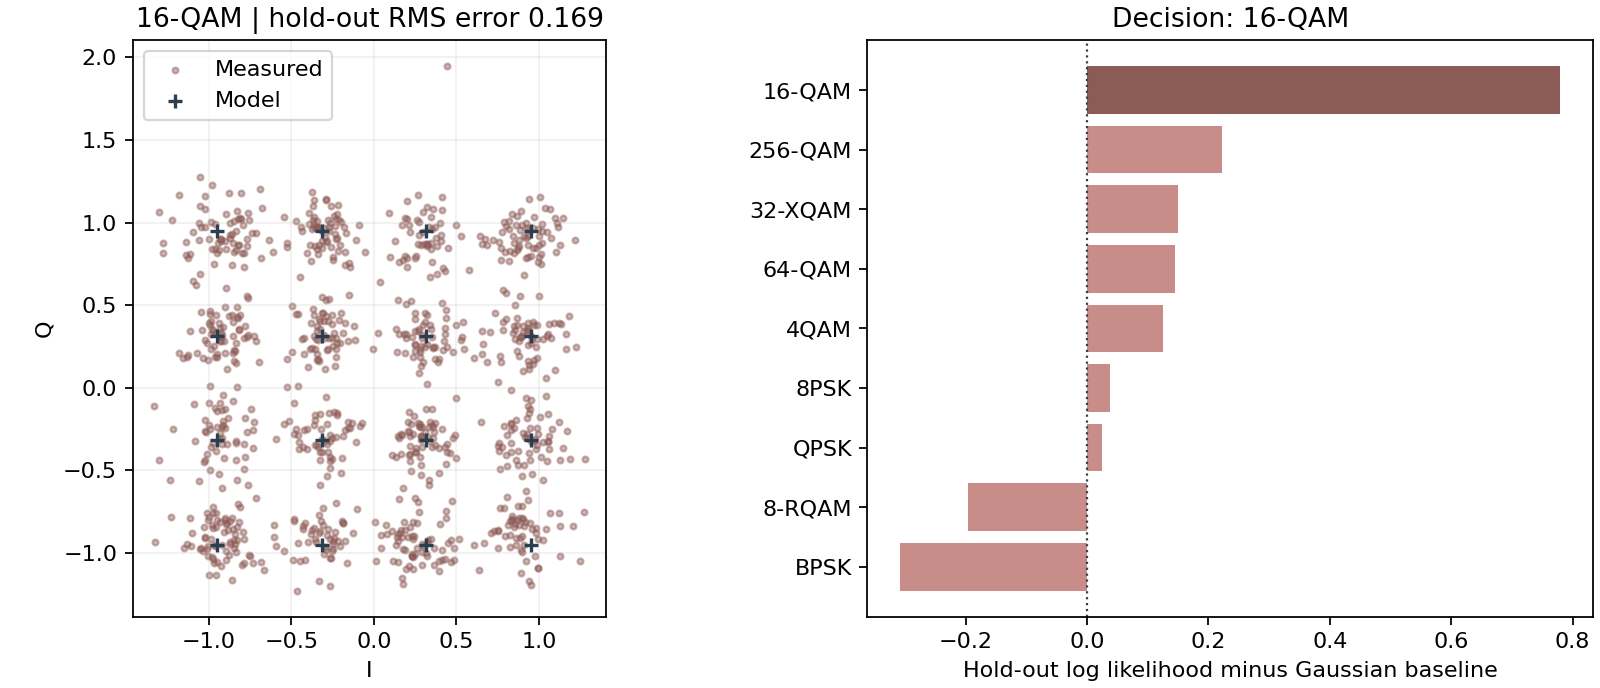 16-QAM | hold-out RMS error 0.169
Measured
Model
2.0
1.5
1.0
0.5
0.0
−0.5
−1.0
Q
−1.0
−0.5
0.0
0.5
1.0
I
Decision: 16-QAM
16-QAM
256-QAM
32-XQAM
64-QAM
4QAM
8PSK
QPSK
8-RQAM
BPSK
−0.2
0.0
0.2
0.4
0.6
0.8
Hold-out log likelihood minus Gaussian baseline